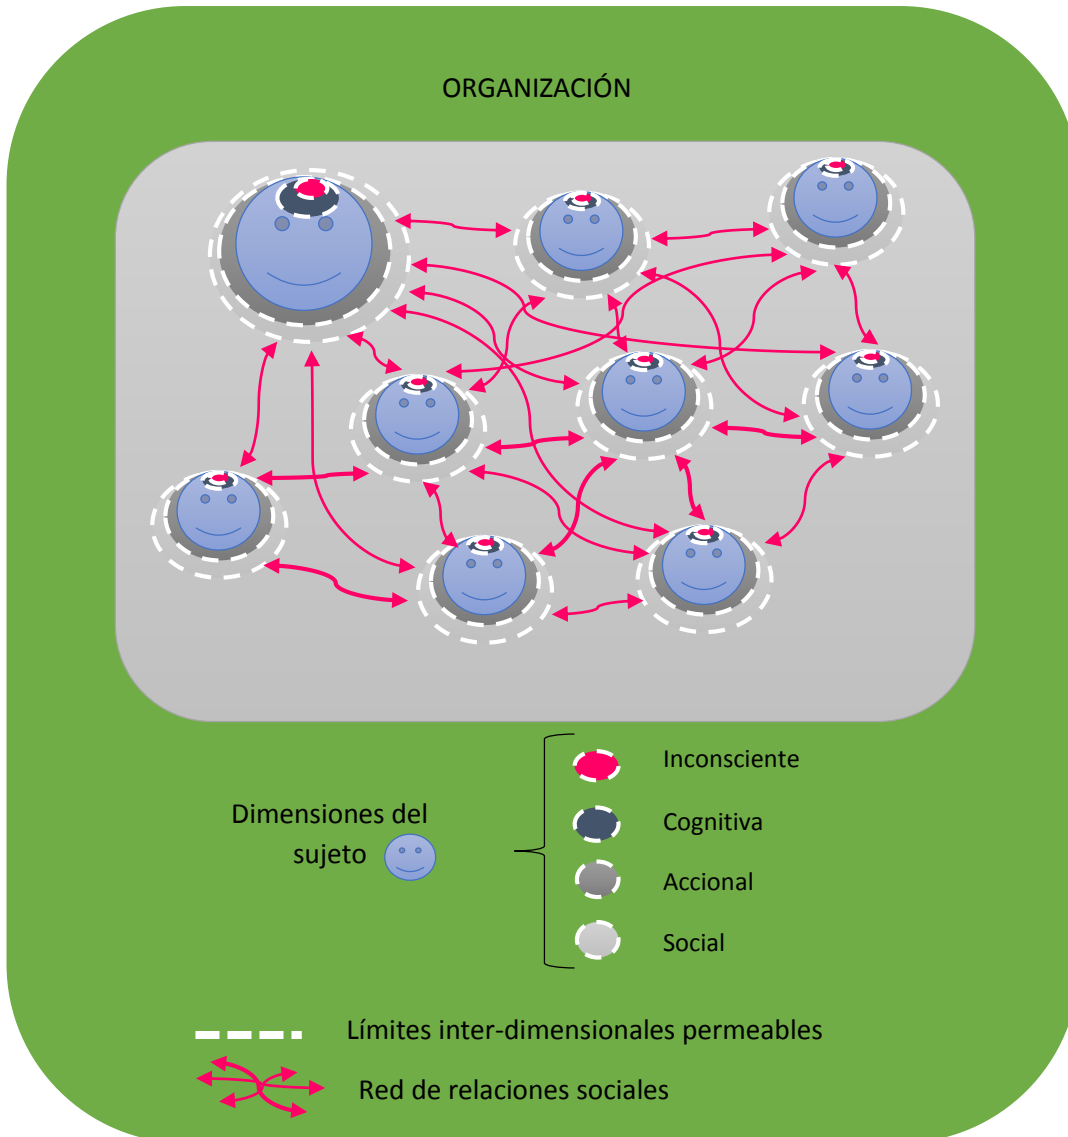 ORGANIZACIÓN
Dimensiones del
sujeto
Inconsciente
Cognitiva
Accional
Social
Límites inter-dimensionales permeables
Red de relaciones sociales